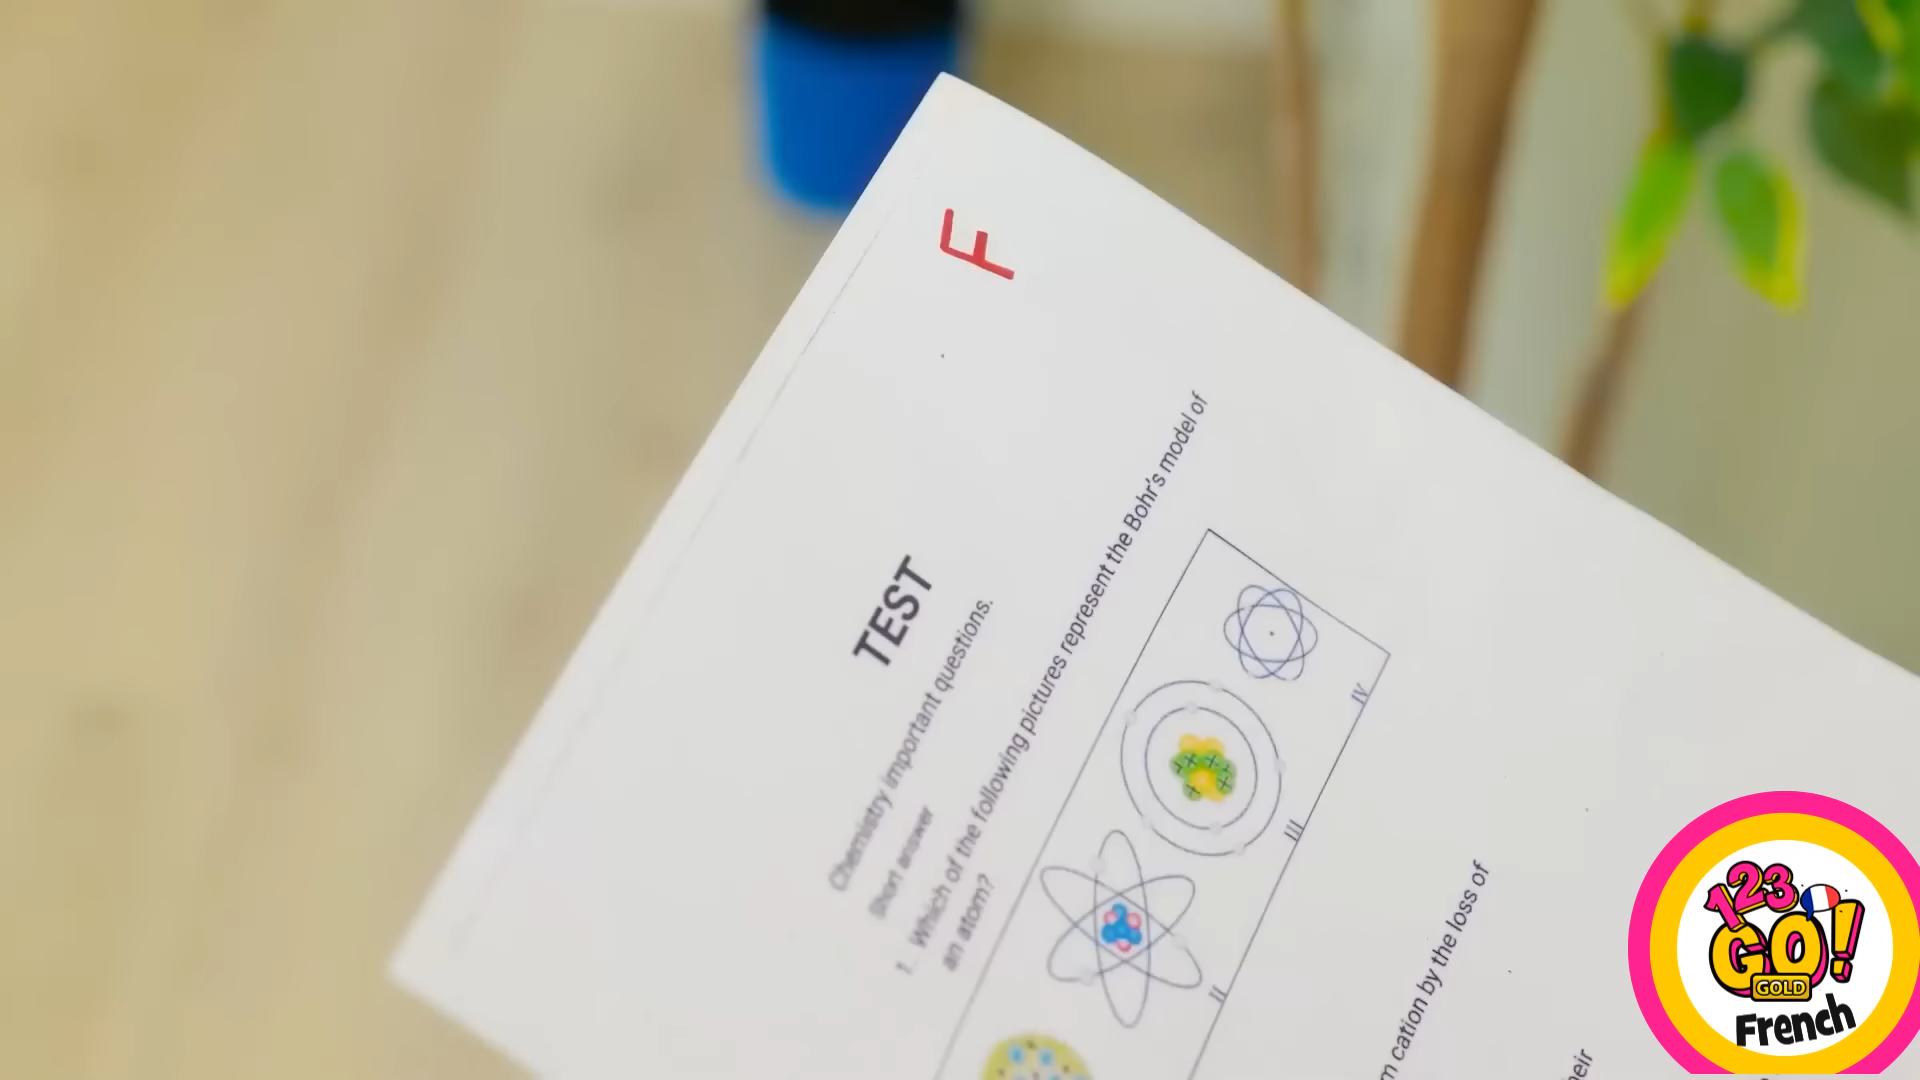 F
TEST
Chemistry important questions.
Short answer
1. Which of the following pictures represent the Bohr's model of
an atom?
II
III
IV
cation by the loss of
123
GO!
GOLD
French